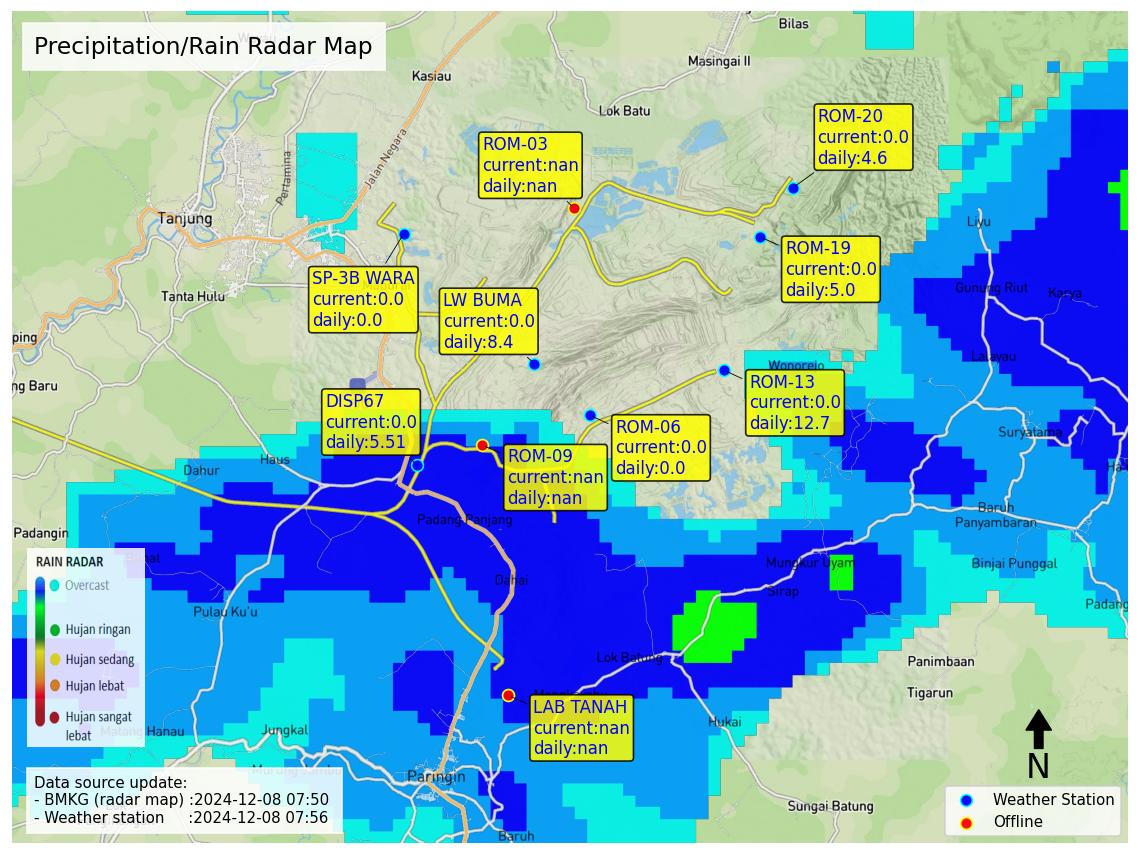 Precipitation/Rain Radar Map
Bilas
Masingai II
Kasiau
Lok Batu
Jalan Negara
Pertamina
Tanjung
Tanta Hulu
ping
ng Baru
ROM-20
current:0.0
daily:4.6
ROM-03
current:nan
daily:nan
ROM-19
current:0.0
daily:5.0
SP-3B WARA
current:0.0
daily:0.0
LW BUMA
current:0.0
daily:8.4
Liyu
Gunung Riut
Karya
Lalayau
Wonorejo
ROM-13
current:0.0
daily:12.7
DISP67
current:0.0
daily:5.51
ROM-06
current:0.0
daily:0.0
ROM-09
current:nan
daily:nan
Suryatama
Haus
Dahur
Padang Panjang
Padangin
Baruh
Panyambaran
Mungkur Uyam
Binjai Punggal
Sirap
Dahai
Pulau Ku'u
Padang
Lok Batung
Panimbaan
Tigarun
Hukai
LAB TANAH
current:nan
daily:nan
Jungkal
Matang Hanau
Paringin
Sungai Batung
Baruh
RAIN RADAR
Overcast
Hujan ringan
Hujan sedang
Hujan lebat
Hujan sangat
lebat
Data source update:
- BMKG (radar map) :2024-12-08 07:50
- Weather station :2024-12-08 07:56
N
Weather Station
Offline